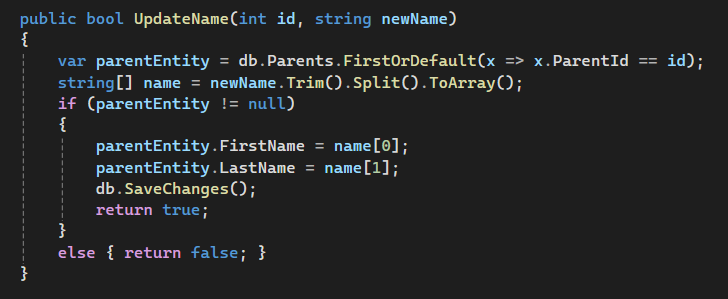 public bool UpdateName(int id, string newName)
{
    var parentEntity = db.Parents.FirstOrDefault(x => x.ParentId == id);
    string[] name = newName.Trim().Split().ToArray();
    if (parentEntity != null)
    {
        parentEntity.FirstName = name[0];
        parentEntity.LastName = name[1];
        db.SaveChanges();
        return true;
    }
    else { return false; }
}